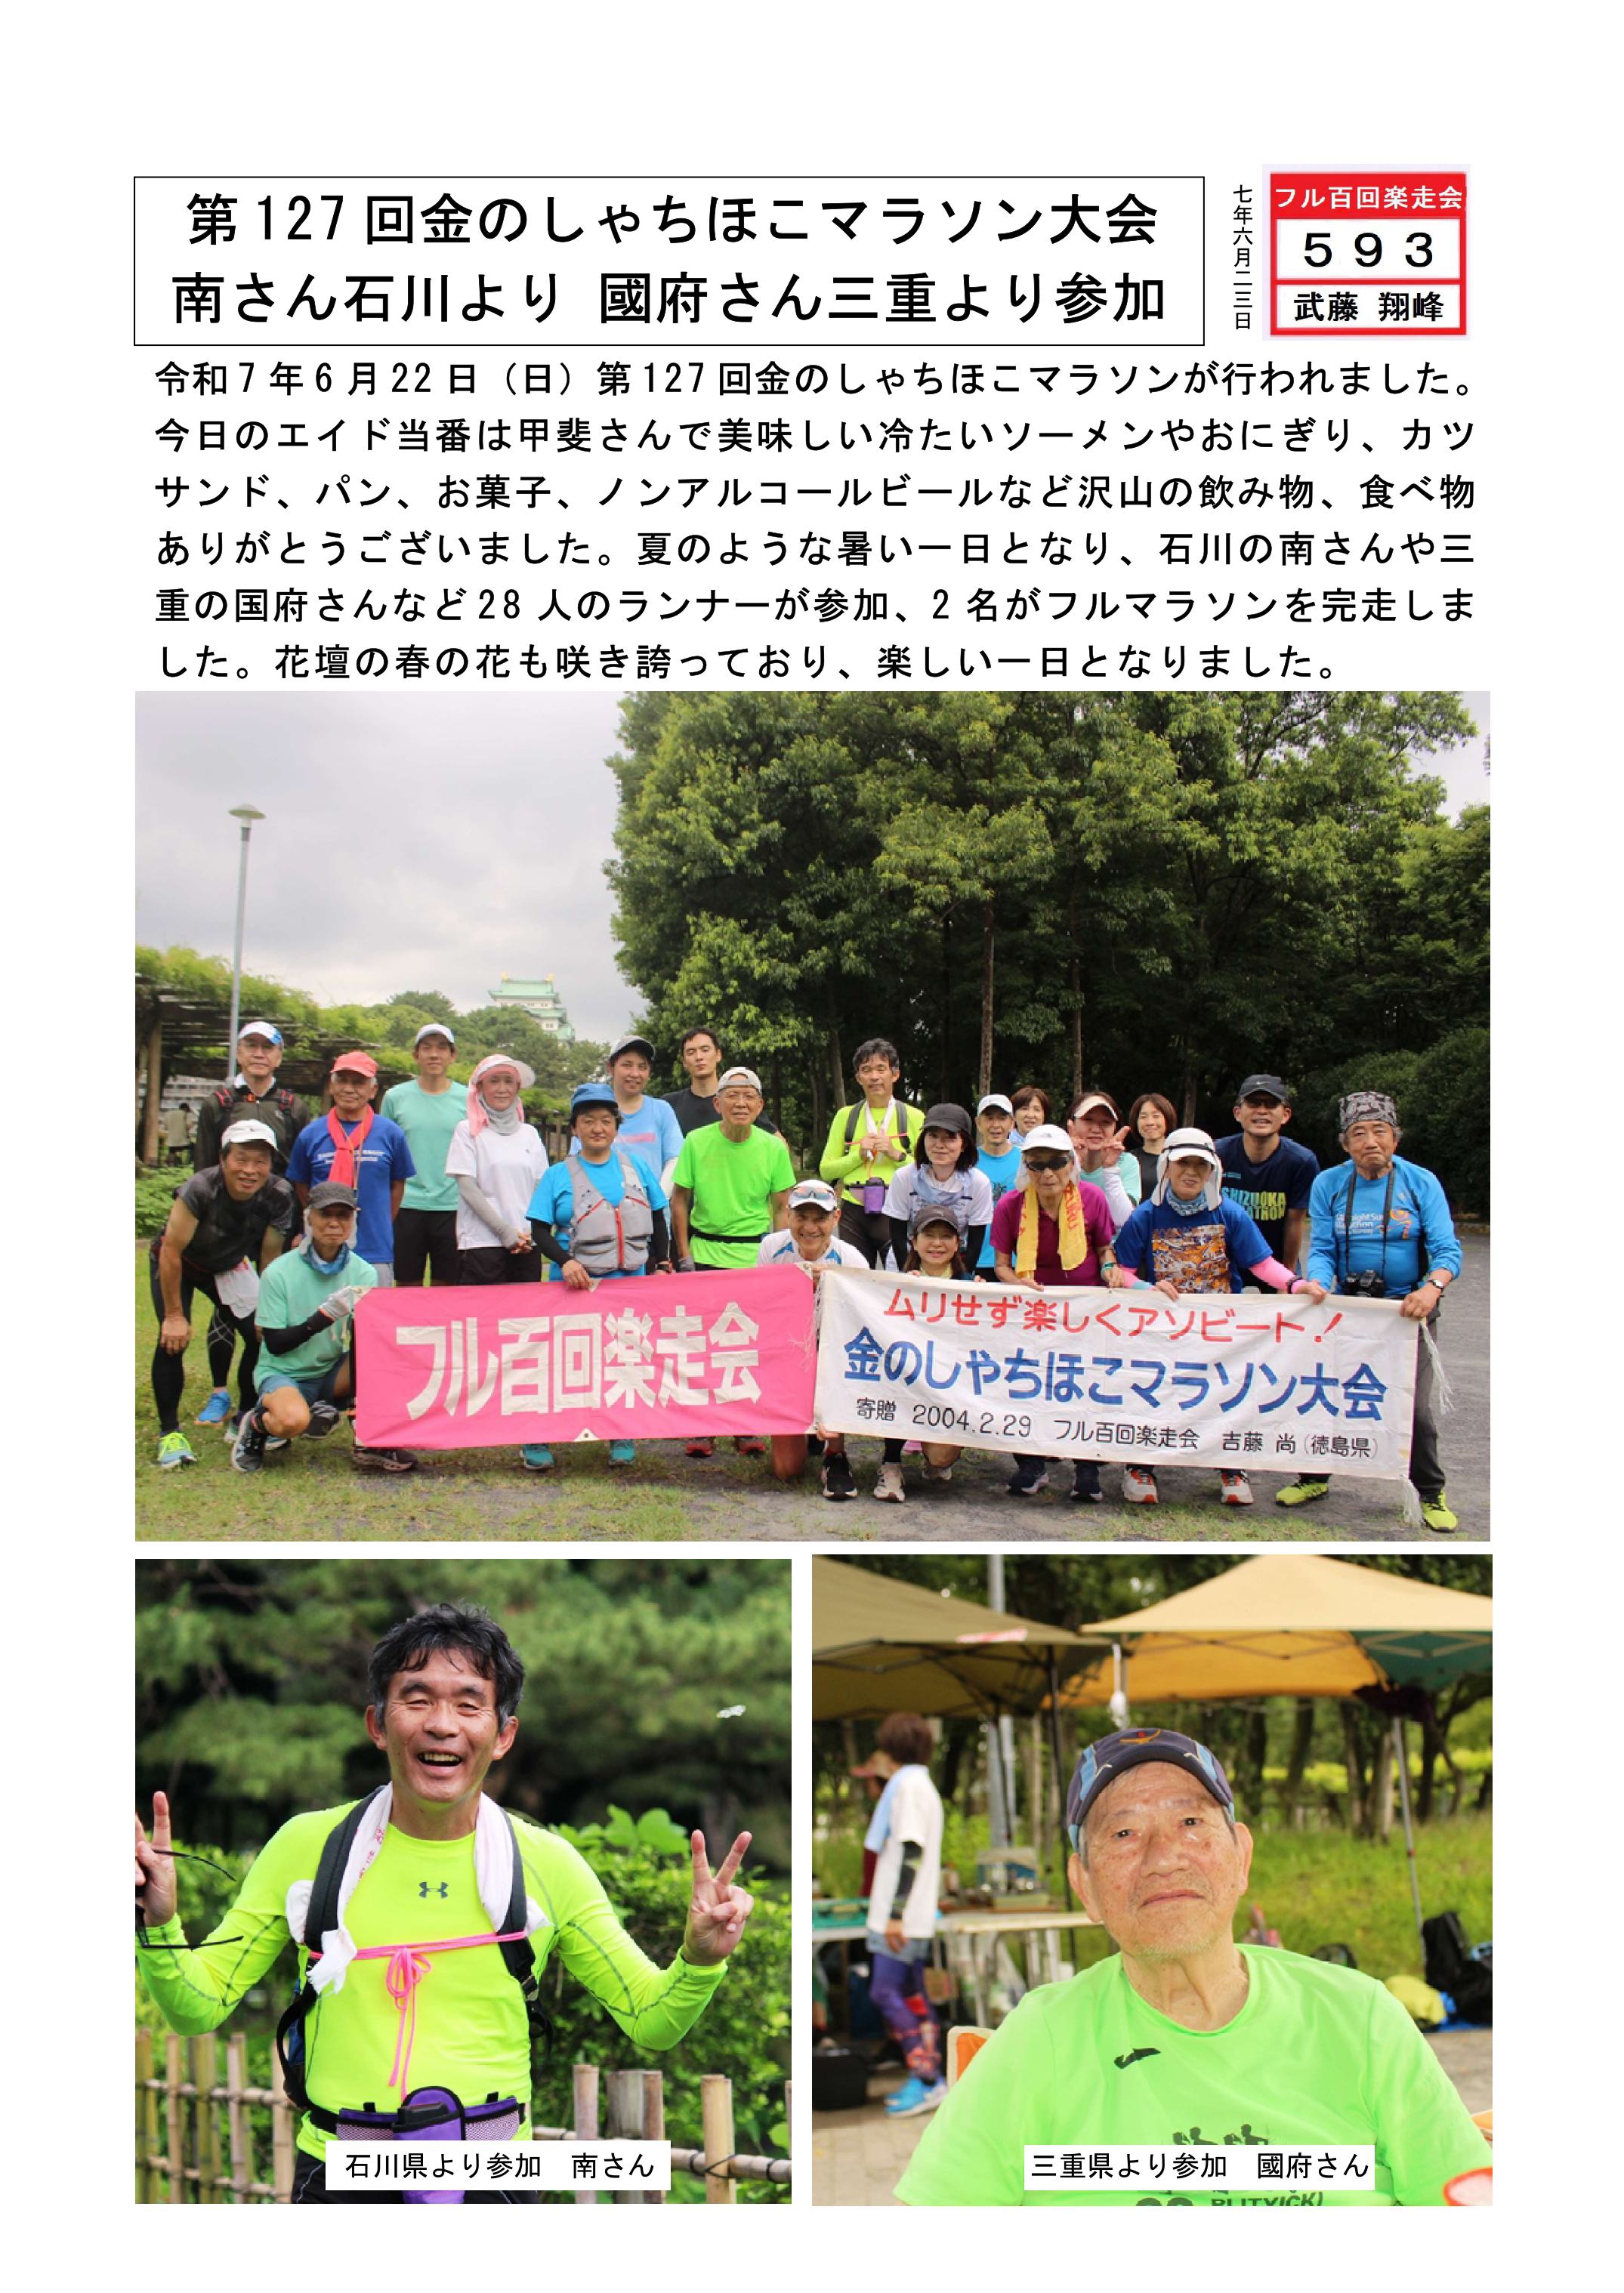 第127回金のしゃちほこマラソン大会
南さん石川より 國府さん三重より参加
七年六月二三日
フル百回楽走会
593
武藤 翔峰
令和7年6月22日（日）第127回金のしゃちほこマラソンが行われました。
今日のエイド当番は甲斐さんで美味しい冷たいソーメンやおにぎり、カツ
サンド、パン、お菓子、ノンアルコールビールなど沢山の飲み物、食べ物
ありがとうございました。夏のような暑い一日となり、石川の南さんや三
重の国府さんなど28人のランナーが参加、2名がフルマラソンを完走しま
した。花壇の春の花も咲き誇っており、楽しい一日となりました。
フル百回楽走会
ムリせず楽しくアソビート！
金のしゃちほこマラソン大会
寄贈 2004.2.29 フル百回楽走会 吉藤 尚(徳島県)
石川県より参加 南さん
三重県より参加 國府さん